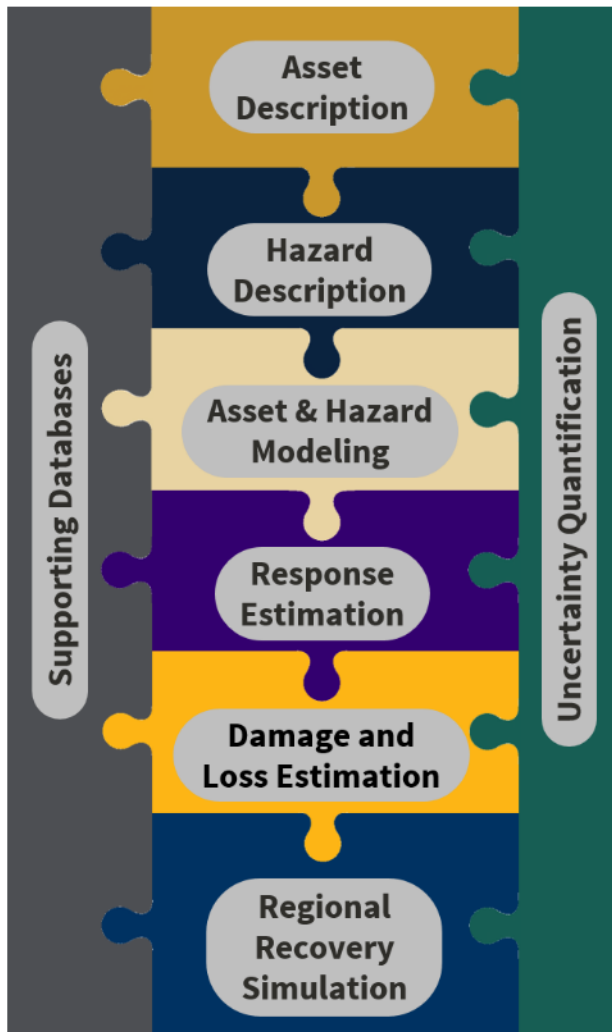 Asset
Description
Hazard
Description
Asset & Hazard
Modeling
Response
Estimation
Damage and
Loss Estimation
Regional
Recovery
Simulation
Supporting Databases
Uncertainty Quantification